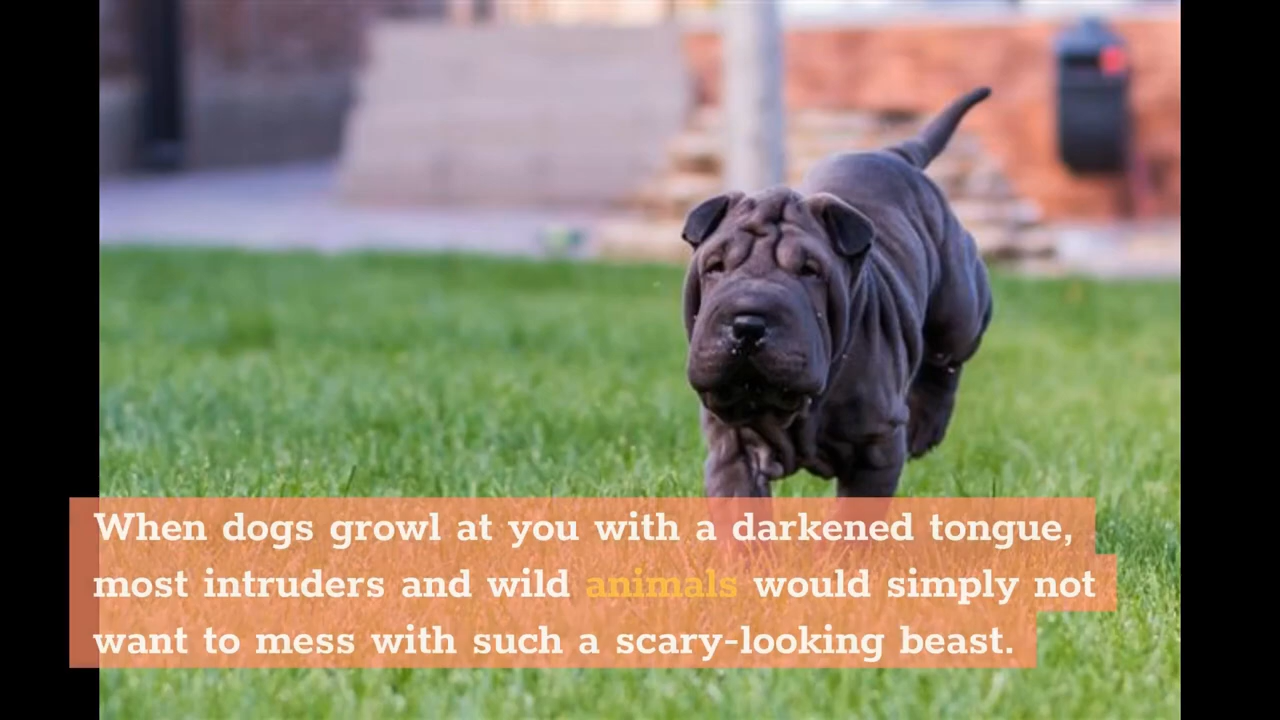 When dogs growl at you with a darkened tongue,
most intruders and wild animals would simply not
want to mess with such a scary-looking beast.